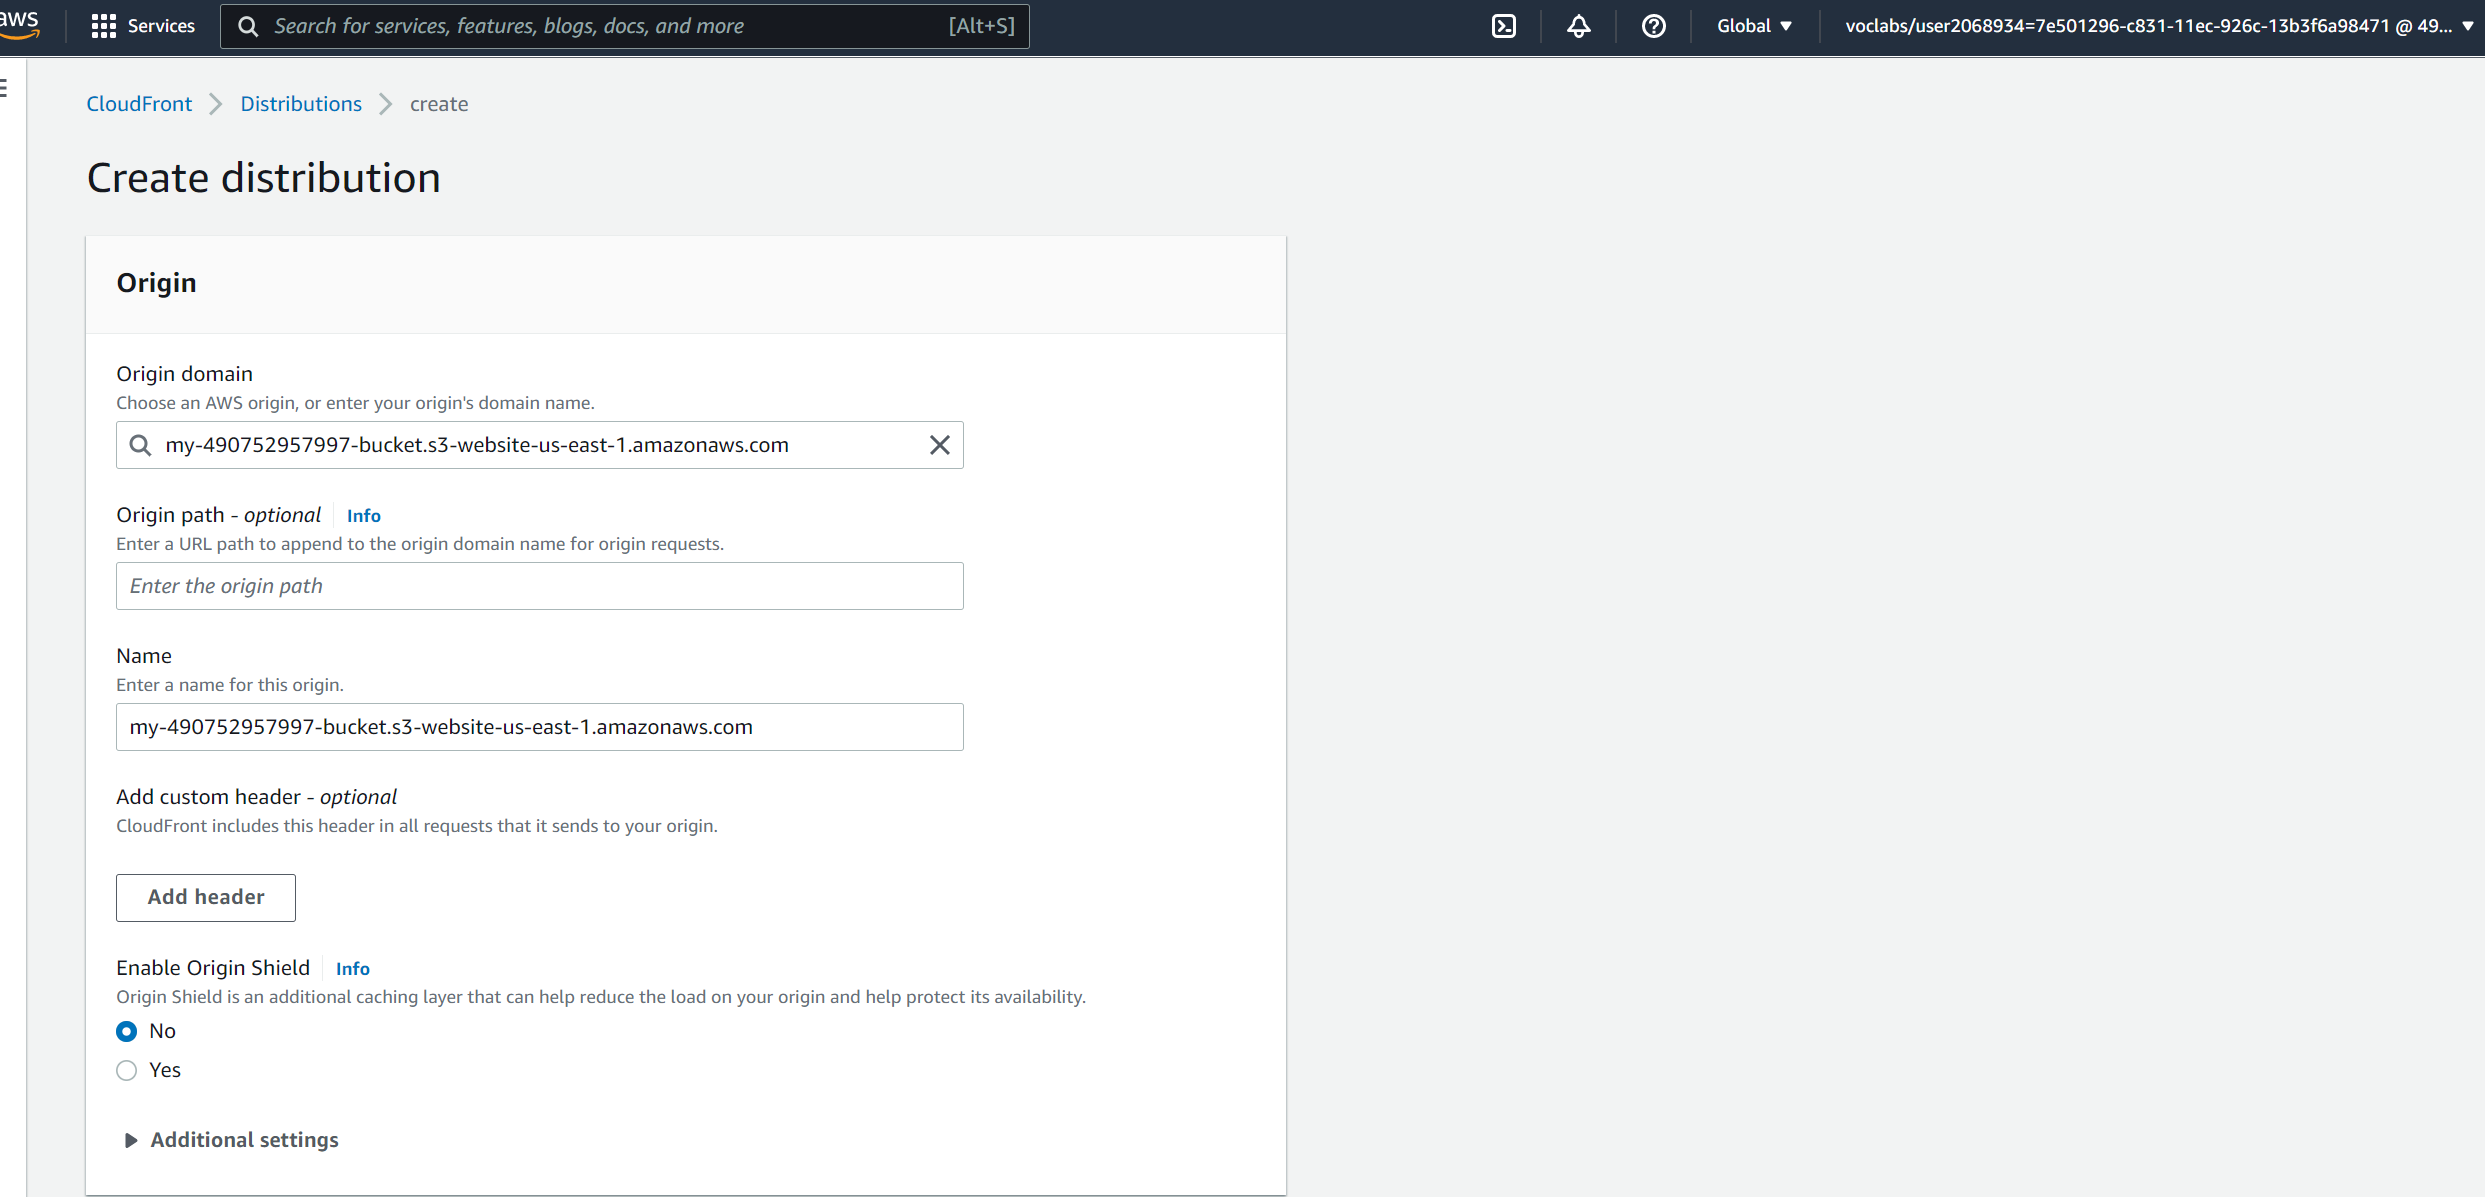 aws
Services
Search for services, features, blogs, docs, and more [Alt+S]
Global
voclabs/user2068934=7e501296-c831-11ec-926c-13b3f6a98471 @ 49...
CloudFront > Distributions > create
Create distribution
Origin
Origin domain
Choose an AWS origin, or enter your origin's domain name.
my-490752957997-bucket.s3-website-us-east-1.amazonaws.com
Origin path - optional Info
Enter a URL path to append to the origin domain name for origin requests.
Enter the origin path
Name
Enter a name for this origin.
my-490752957997-bucket.s3-website-us-east-1.amazonaws.com
Add custom header - optional
CloudFront includes this header in all requests that it sends to your origin.
Add header
Enable Origin Shield Info
Origin Shield is an additional caching layer that can help reduce the load on your origin and help protect its availability.
No
Yes
Additional settings